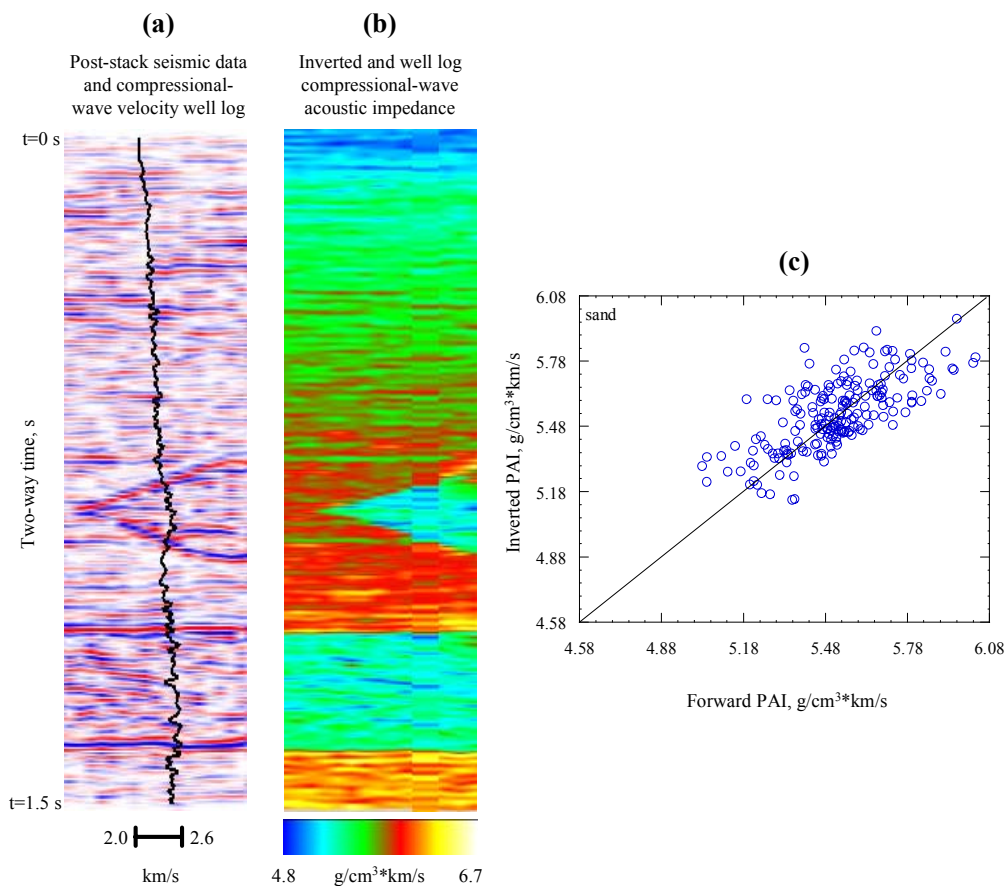 (a)
Post-stack seismic data
and compressional-
wave velocity well log
t=0 s
Two-way time, s
t=1.5 s
2.0
2.6
km/s
(b)
Inverted and well log
compressional-wave
acoustic impedance
4.8
g/cm³*km/s
6.7
(c)
sand
6.08
5.78
5.48
5.18
4.88
4.58
Inverted PAI, g/cm³*km/s
4.58
4.88
5.18
5.48
5.78
6.08
Forward PAI, g/cm³*km/s